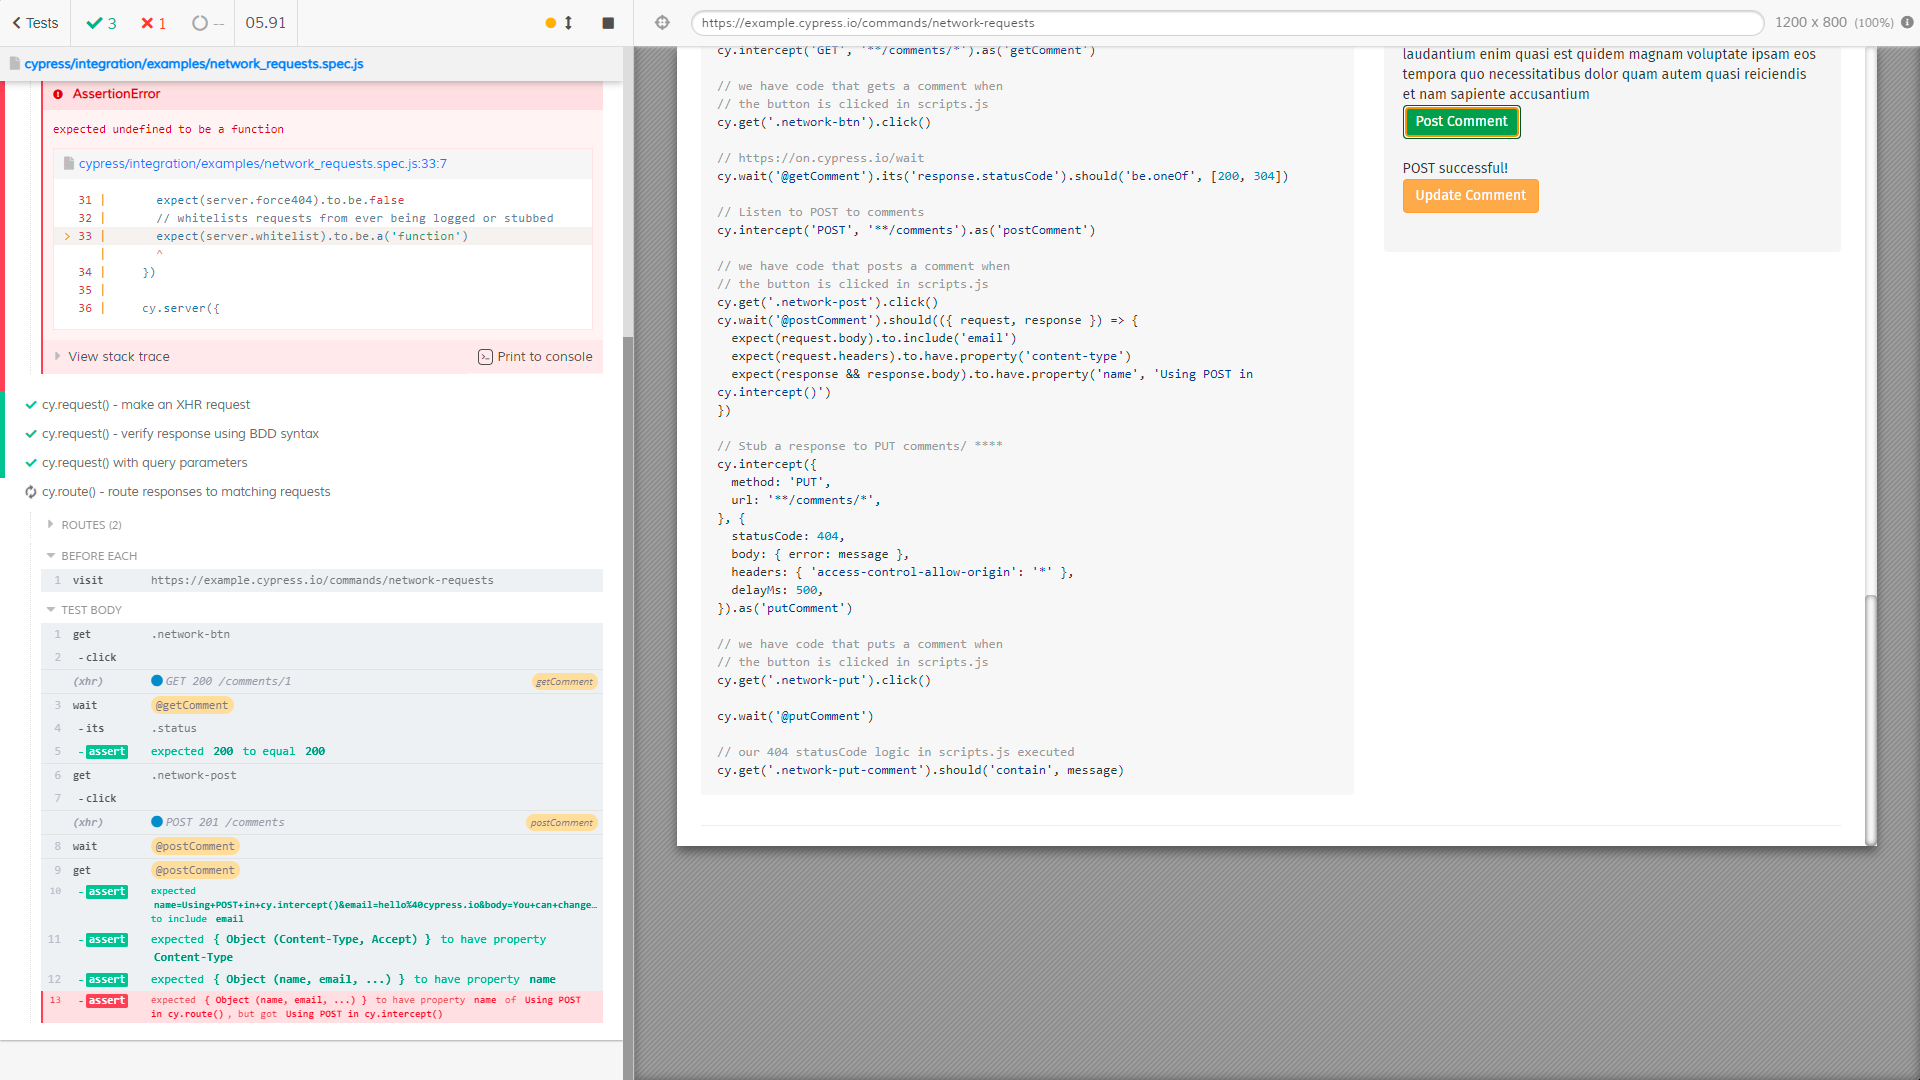 Tests
3
1
--
05.91
https://example.cypress.io/commands/network-requests
1200 x 800 (100%)
cypress/integration/examples/network_requests.spec.js
AssertionError
expected undefined to be a function
cypress/integration/examples/network_requests.spec.js:33:7
31 | expect(server.force404).to.be.false
32 | // whitelists requests from ever being logged or stubbed
> 33 | expect(server.whitelist).to.be.a('function')
| ^
34 | })
35 |
36 | cy.server({
View stack trace
Print to console
cy.request() - make an XHR request
cy.request() - verify response using BDD syntax
cy.request() with query parameters
cy.route() - route responses to matching requests
ROUTES (2)
BEFORE EACH
1 visit https://example.cypress.io/commands/network-requests
TEST BODY
1 get .network-btn
2 -click
(xhr) GET 200 /comments/1 getComment
3 wait @getComment
4 -its .status
5 -assert expected 200 to equal 200
6 get .network-post
7 -click
(xhr) POST 201 /comments postComment
8 wait @postComment
9 get @postComment
10 -assert expected
name=Using+POST+in+cy.intercept()&email=hello%40cypress.io&body=You+can+change…
to include email
11 -assert expected { Object (Content-Type, Accept) } to have property
Content-Type
12 -assert expected { Object (name, email, ...) } to have property name
13 -assert expected { Object (name, email, ...) } to have property name of Using POST
in cy.route() , but got Using POST in cy.intercept()
cy.intercept('GET', '**/comments/*').as('getComment')
// we have code that gets a comment when
// the button is clicked in scripts.js
cy.get('.network-btn').click()
// https://on.cypress.io/wait
cy.wait('@getComment').its('response.statusCode').should('be.oneOf', [200, 304])
// Listen to POST to comments
cy.intercept('POST', '**/comments').as('postComment')
// we have code that posts a comment when
// the button is clicked in scripts.js
cy.get('.network-post').click()
cy.wait('@postComment').should(({ request, response }) => {
expect(request.body).to.include('email')
expect(request.headers).to.have.property('content-type')
expect(response && response.body).to.have.property('name', 'Using POST in
cy.intercept()')
})
// Stub a response to PUT comments/ ****
cy.intercept({
method: 'PUT',
url: '**/comments/*',
}, {
statusCode: 404,
body: { error: message },
headers: { 'access-control-allow-origin': '*' },
delayMs: 500,
}).as('putComment')
// we have code that puts a comment when
// the button is clicked in scripts.js
cy.get('.network-put').click()
cy.wait('@putComment')
// our 404 statusCode logic in scripts.js executed
cy.get('.network-put-comment').should('contain', message)
laudantium enim quasi est quidem magnam voluptate ipsam eos
tempora quo necessitatibus dolor quam autem quasi reiciendis
et nam sapiente accusantium
Post Comment
POST successful!
Update Comment